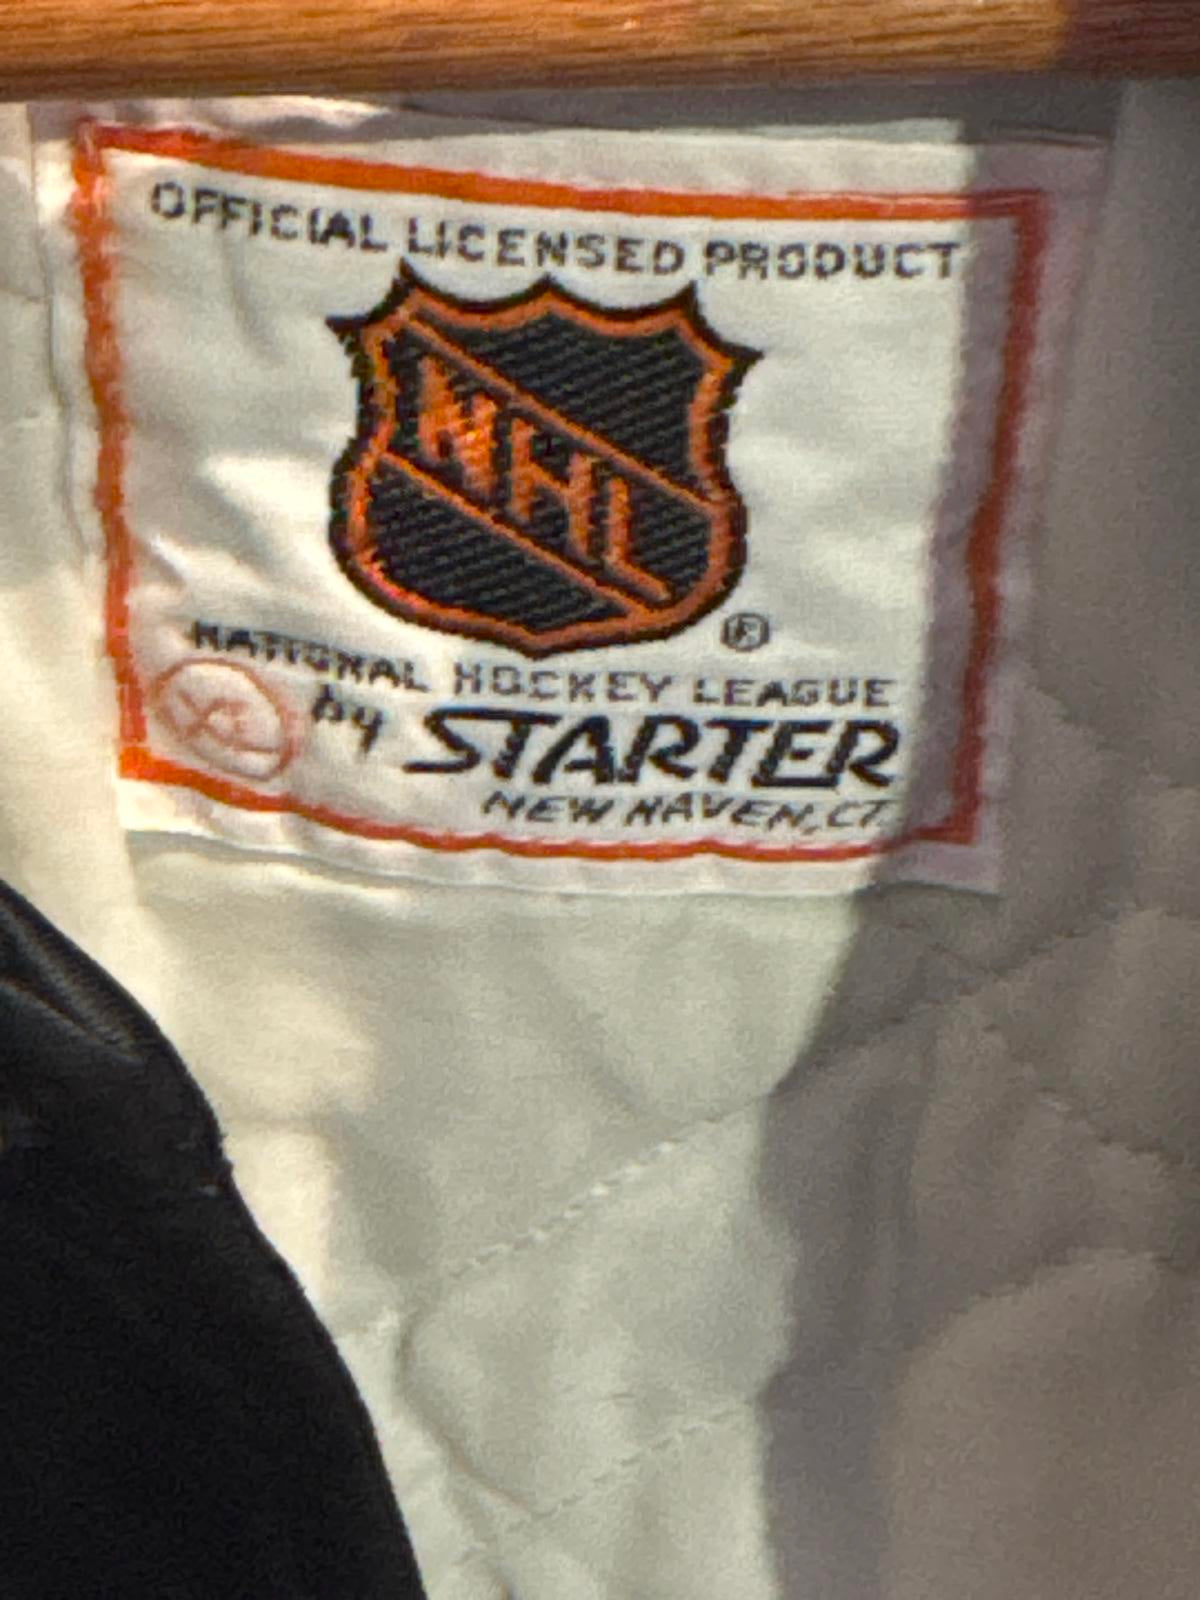 OFFICIAL LICENSED PRODUCT
NHL
®
NATIONAL HOCKEY LEAGUE
by STARTER
NEW HAVEN, CT.